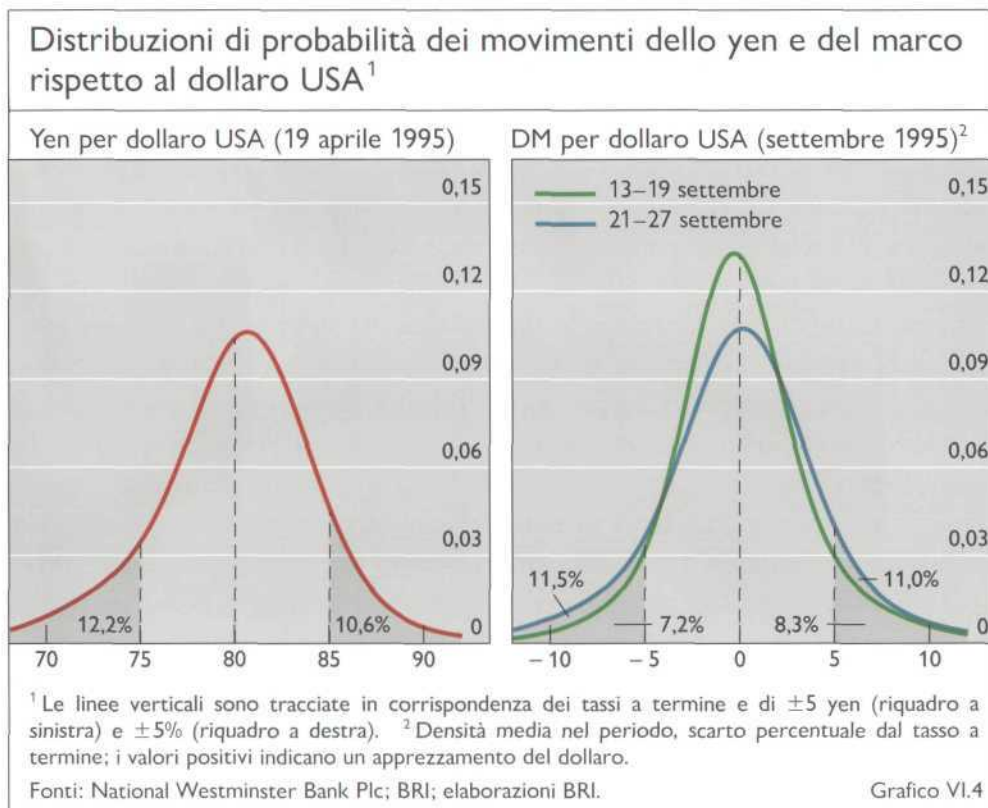 Distribuzioni di probabilità dei movimenti dello yen e del marco
rispetto al dollaro USA¹
Yen per dollaro USA (19 aprile 1995)
0,15
0,12
0,09
0,06
0,03
0
12,2%
10,6%
70 75 80 85 90
DM per dollaro USA (settembre 1995)²
13–19 settembre
21–27 settembre
0,15
0,12
0,09
0,06
0,03
0
11,5%
11,0%
7,2%
8,3%
−10 −5 0 5 10
¹ Le linee verticali sono tracciate in corrispondenza dei tassi a termine e di ±5 yen (riquadro a
sinistra) e ±5% (riquadro a destra). ² Densità media nel periodo, scarto percentuale dal tasso a
termine; i valori positivi indicano un apprezzamento del dollaro.
Fonti: National Westminster Bank Plc; BRI; elaborazioni BRI.
Grafico VI.4